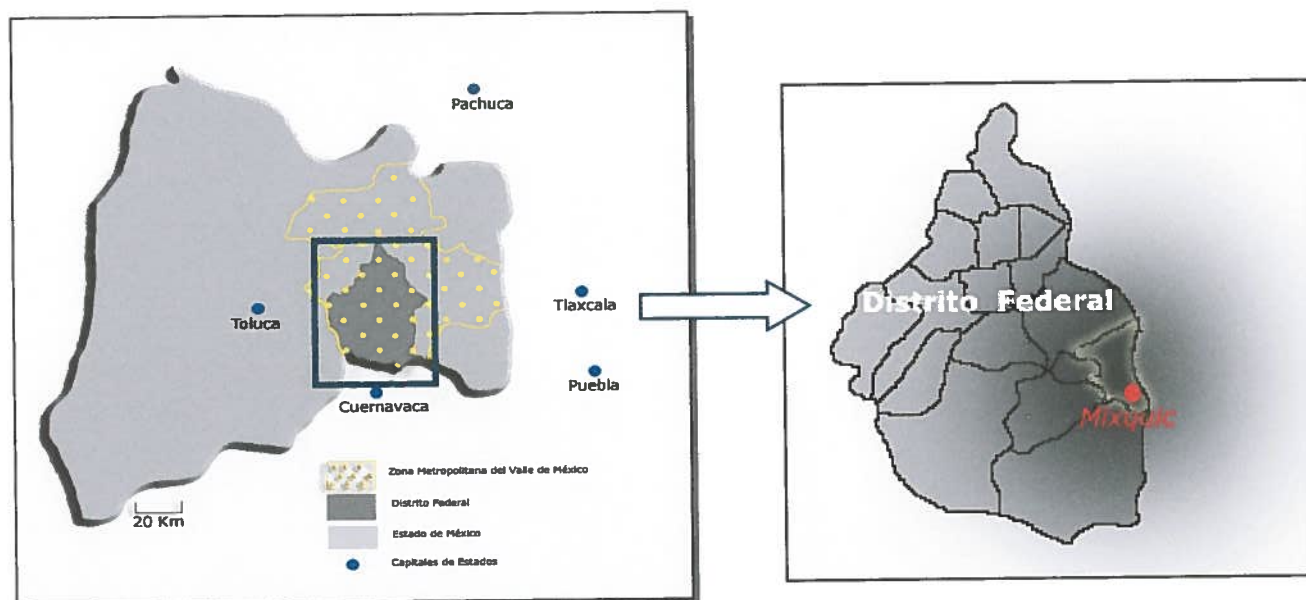 Pachuca
Toluca
Tlaxcala
Puebla
Cuernavaca
20 Km
Zona Metropolitana del Valle de México
Distrito Federal
Estado de México
Capitales de Estados
Distrito Federal
Mixquic